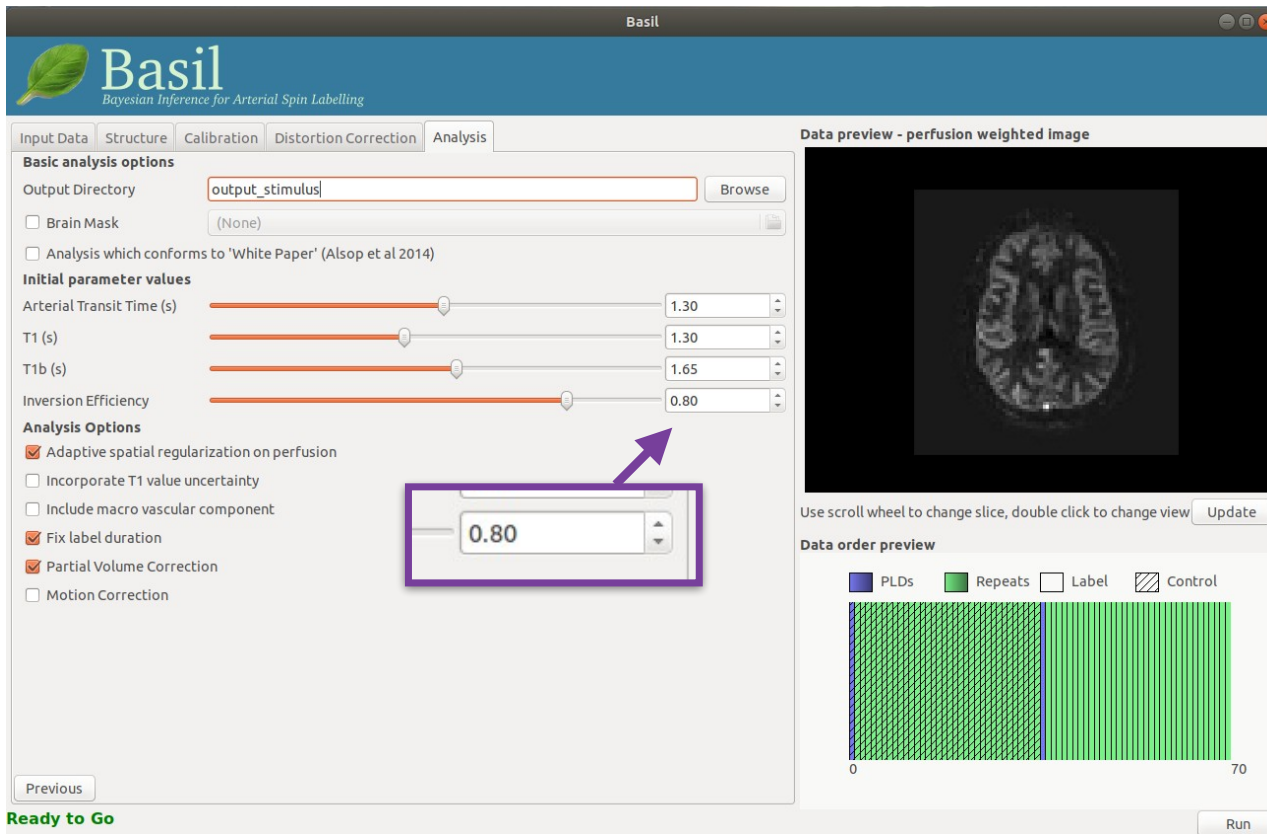 Basil
Basil
Bayesian Inference for Arterial Spin Labelling
Input Data Structure Calibration Distortion Correction Analysis
Basic analysis options
Output Directory output_stimulus Browse
Brain Mask (None)
Analysis which conforms to 'White Paper' (Alsop et al 2014)
Initial parameter values
Arterial Transit Time (s) 1.30
T1 (s) 1.30
T1b (s) 1.65
Inversion Efficiency 0.80
Analysis Options
Adaptive spatial regularization on perfusion
Incorporate T1 value uncertainty
Include macro vascular component
Fix label duration
Partial Volume Correction
Motion Correction
0.80
Previous
Ready to Go
Data preview - perfusion weighted image
Use scroll wheel to change slice, double click to change view Update
Data order preview
PLDs Repeats Label Control
0 70
Run